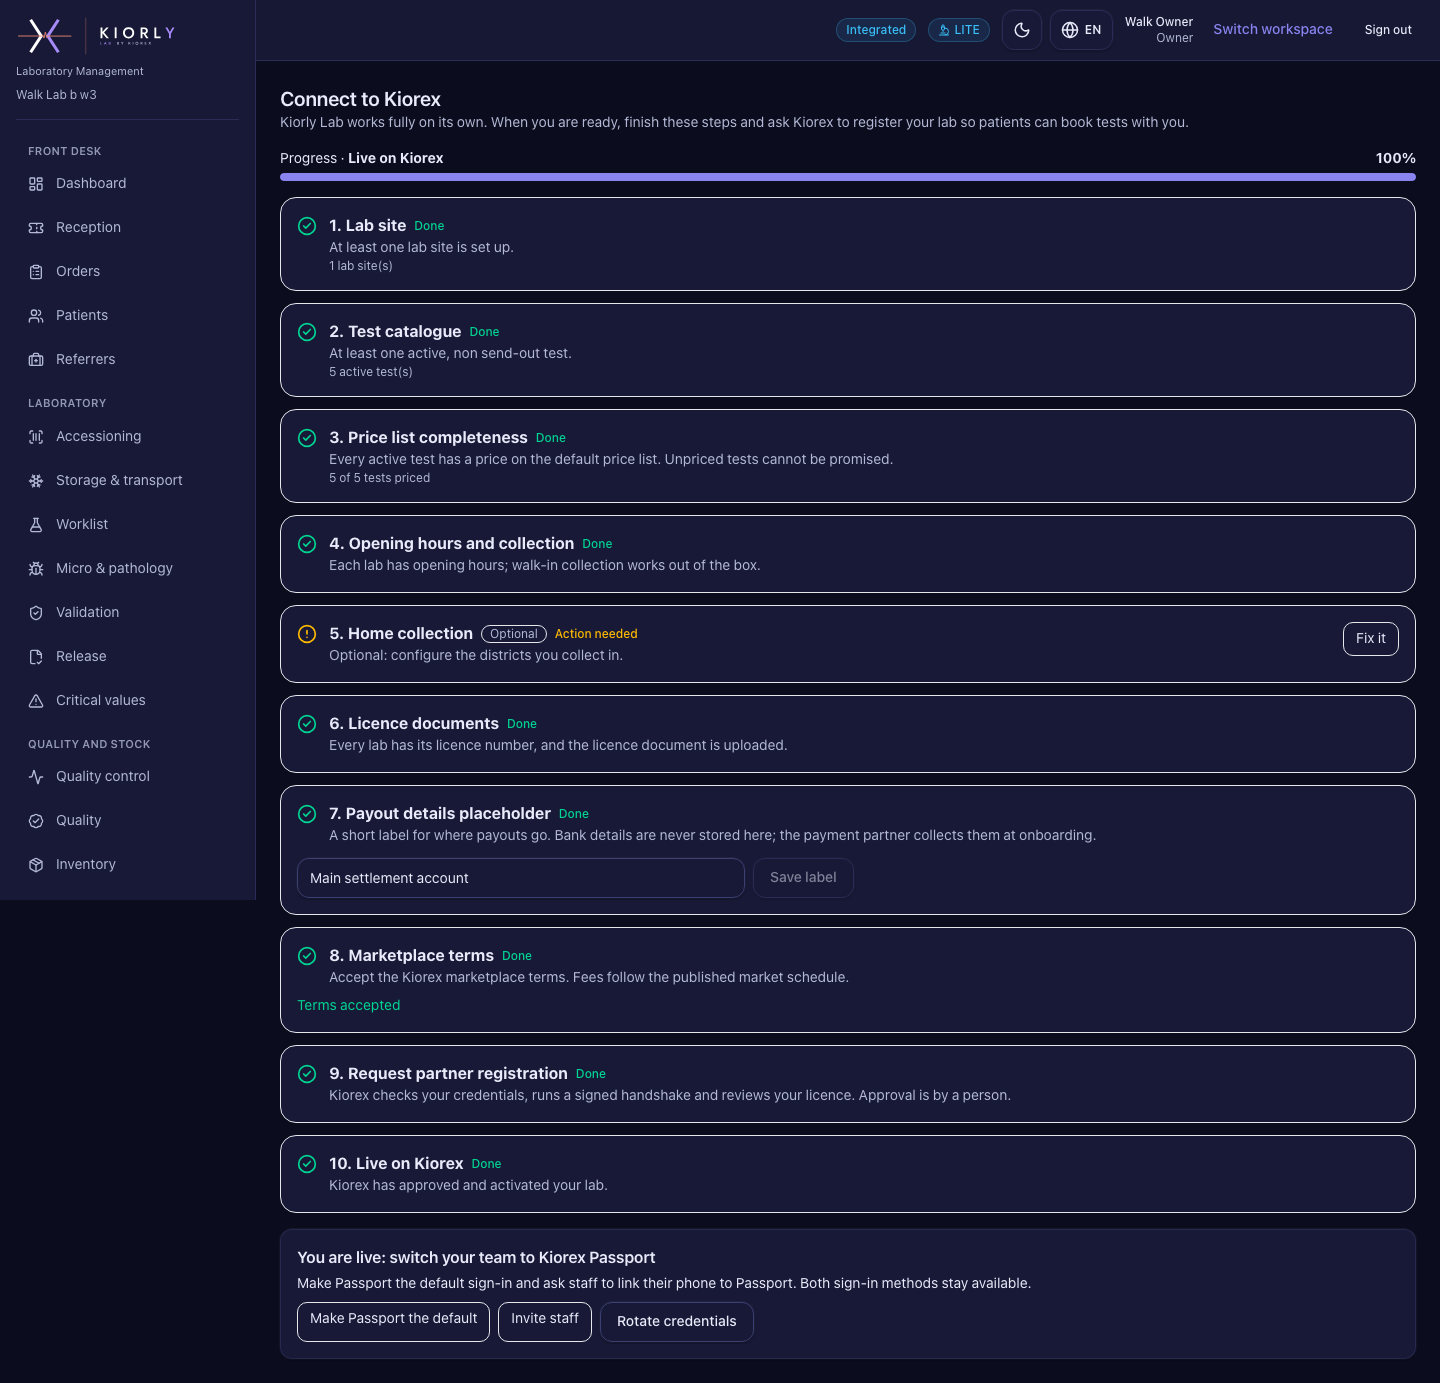 KIORLY
LAB BY KIOREX
Laboratory Management
Walk Lab b w3
FRONT DESK
Dashboard
Reception
Orders
Patients
Referrers
LABORATORY
Accessioning
Storage & transport
Worklist
Micro & pathology
Validation
Release
Critical values
QUALITY AND STOCK
Quality control
Quality
Inventory
Integrated
LITE
EN
Walk Owner
Owner
Switch workspace
Sign out
Connect to Kiorex
Kiorly Lab works fully on its own. When you are ready, finish these steps and ask Kiorex to register your lab so patients can book tests with you.
Progress · Live on Kiorex 100%
1. Lab site Done
At least one lab site is set up.
1 lab site(s)
2. Test catalogue Done
At least one active, non send-out test.
5 active test(s)
3. Price list completeness Done
Every active test has a price on the default price list. Unpriced tests cannot be promised.
5 of 5 tests priced
4. Opening hours and collection Done
Each lab has opening hours; walk-in collection works out of the box.
5. Home collection Optional Action needed
Optional: configure the districts you collect in.
Fix it
6. Licence documents Done
Every lab has its licence number, and the licence document is uploaded.
7. Payout details placeholder Done
A short label for where payouts go. Bank details are never stored here; the payment partner collects them at onboarding.
Main settlement account Save label
8. Marketplace terms Done
Accept the Kiorex marketplace terms. Fees follow the published market schedule.
Terms accepted
9. Request partner registration Done
Kiorex checks your credentials, runs a signed handshake and reviews your licence. Approval is by a person.
10. Live on Kiorex Done
Kiorex has approved and activated your lab.
You are live: switch your team to Kiorex Passport
Make Passport the default sign-in and ask staff to link their phone to Passport. Both sign-in methods stay available.
Make Passport the default Invite staff Rotate credentials